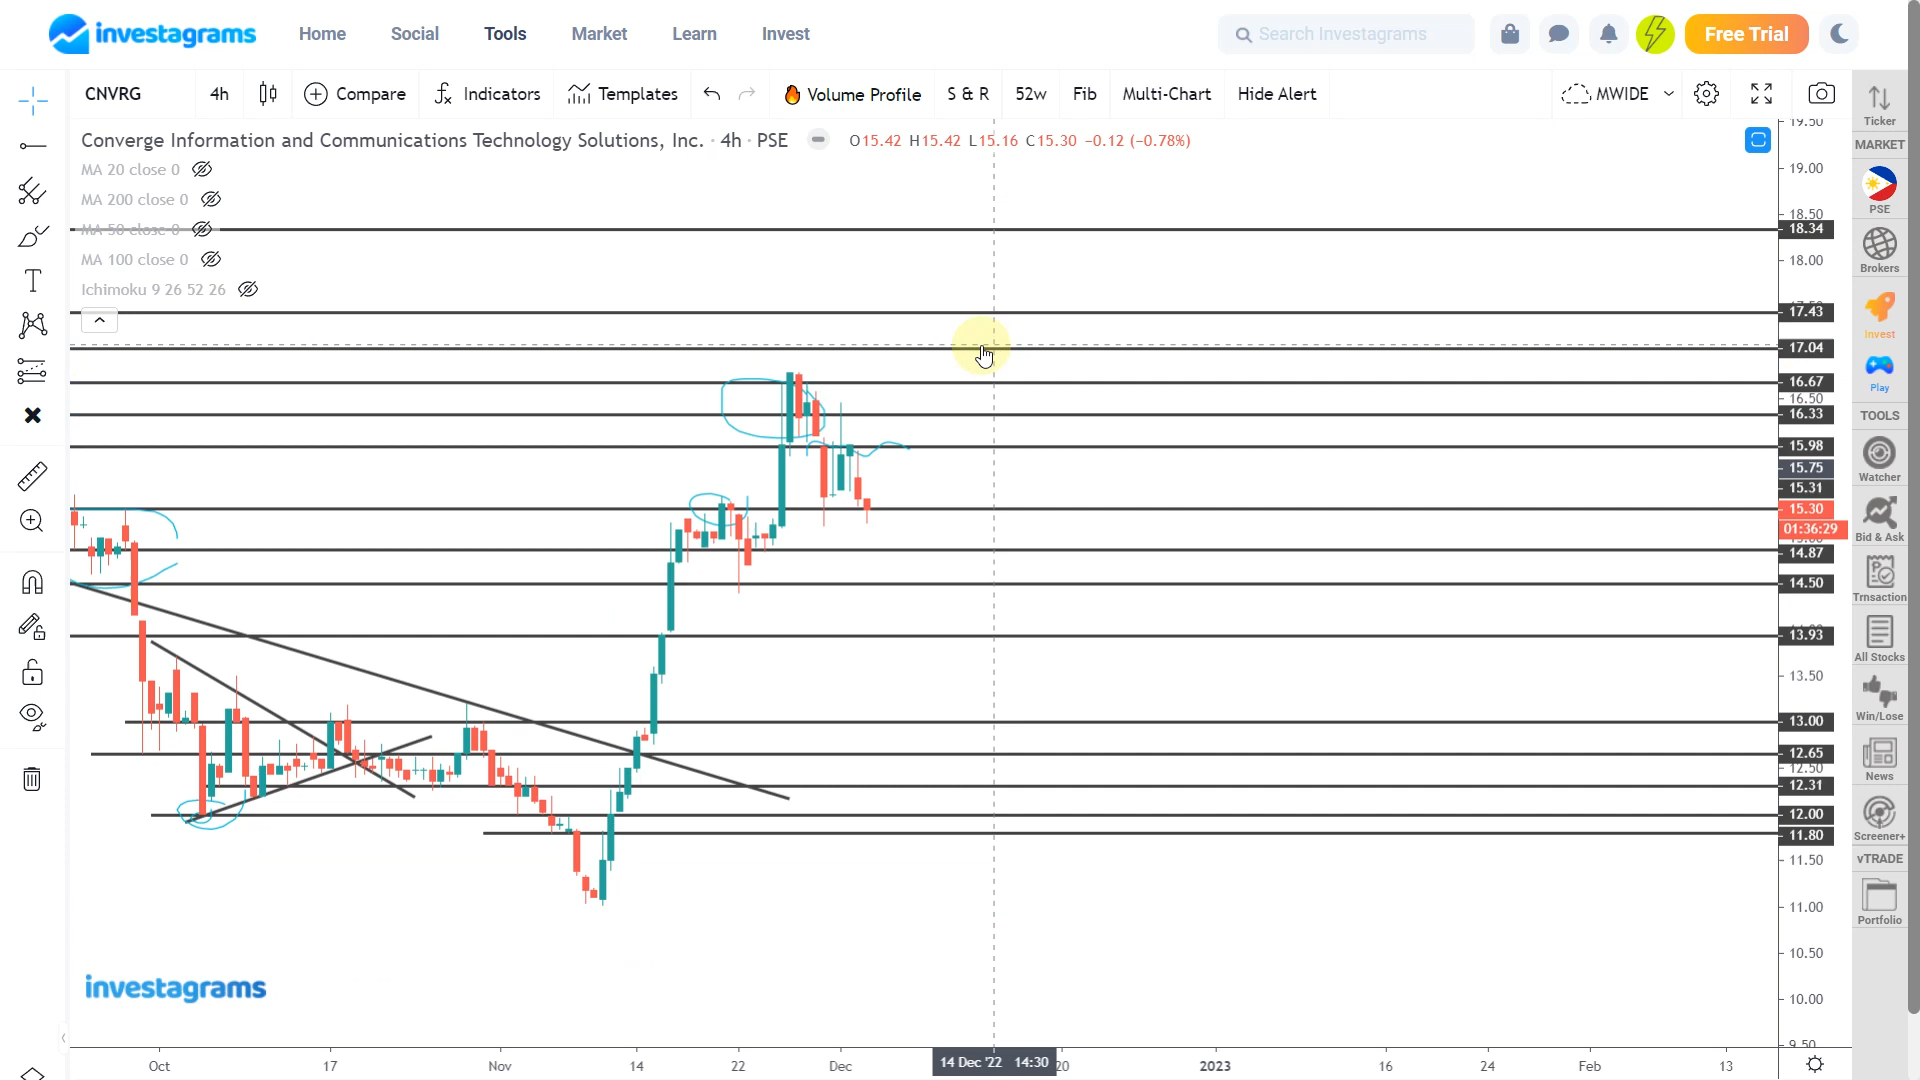 investagrams Home Social Tools Market Learn Invest Search Investagrams Free Trial
CNVRG 4h Compare Indicators Templates Volume Profile S & R 52w Fib Multi-Chart Hide Alert MWIDE
Converge Information and Communications Technology Solutions, Inc. · 4h · PSE O15.42 H15.42 L15.16 C15.30 −0.12 (−0.78%)
MA 20 close 0
MA 200 close 0
MA 50 close 0
MA 100 close 0
Ichimoku 9 26 52 26
19.50
19.00
18.50
18.34
18.00
17.43
17.04
16.67
16.50
16.33
15.98
15.75
15.31
15.30
01:36:29
14.87
14.50
13.93
13.50
13.00
12.65
12.50
12.31
12.00
11.80
11.50
11.00
10.50
10.00
9.50
investagrams
Oct 17 Nov 14 22 Dec 14 Dec '22 14:30 20 2023 16 24 Feb 13
Ticker
MARKET
PSE
Brokers
Invest
Play
TOOLS
Watcher
Bid & Ask
Trnsaction
All Stocks
Win/Lose
News
Screener+
vTRADE
Portfolio